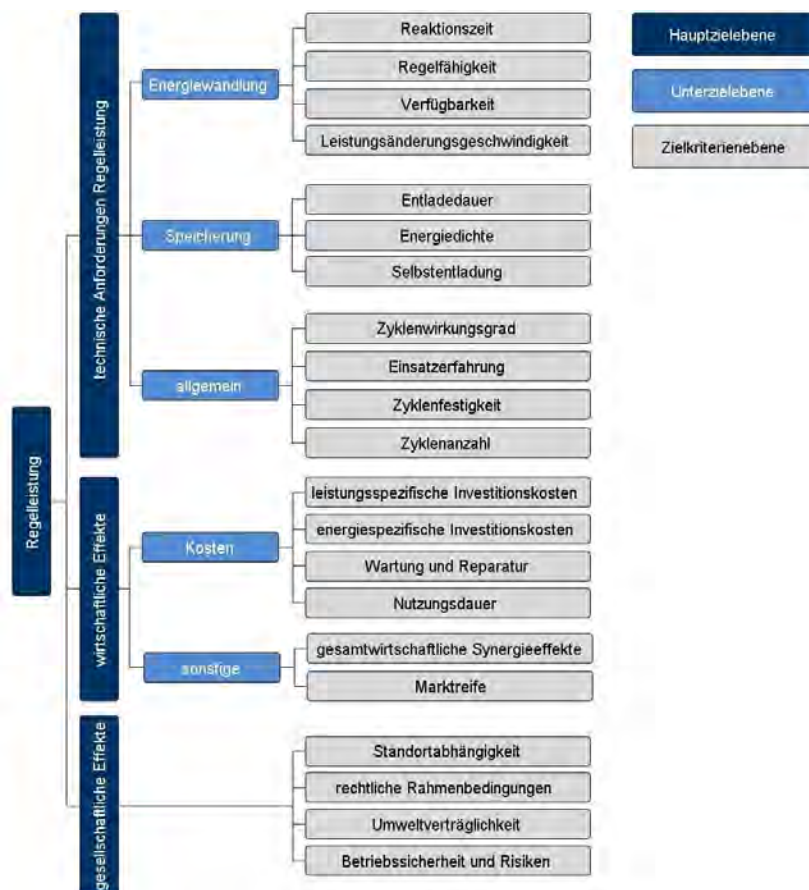 Regelleistung
technische Anforderungen Regelleistung
Energiewandlung
Reaktionszeit
Regelfähigkeit
Verfügbarkeit
Leistungsänderungsgeschwindigkeit
Speicherung
Entladedauer
Energiedichte
Selbstentladung
allgemein
Zyklenwirkungsgrad
Einsatzerfahrung
Zyklenfestigkeit
Zyklenanzahl
wirtschaftliche Effekte
Kosten
leistungsspezifische Investitionskosten
energiespezifische Investitionskosten
Wartung und Reparatur
Nutzungsdauer
sonstige
gesamtwirtschaftliche Synergieeffekte
Marktreife
gesellschaftliche Effekte
Standortabhängigkeit
rechtliche Rahmenbedingungen
Umweltverträglichkeit
Betriebssicherheit und Risiken
Hauptzielebene
Unterzielebene
Zielkriterienebene